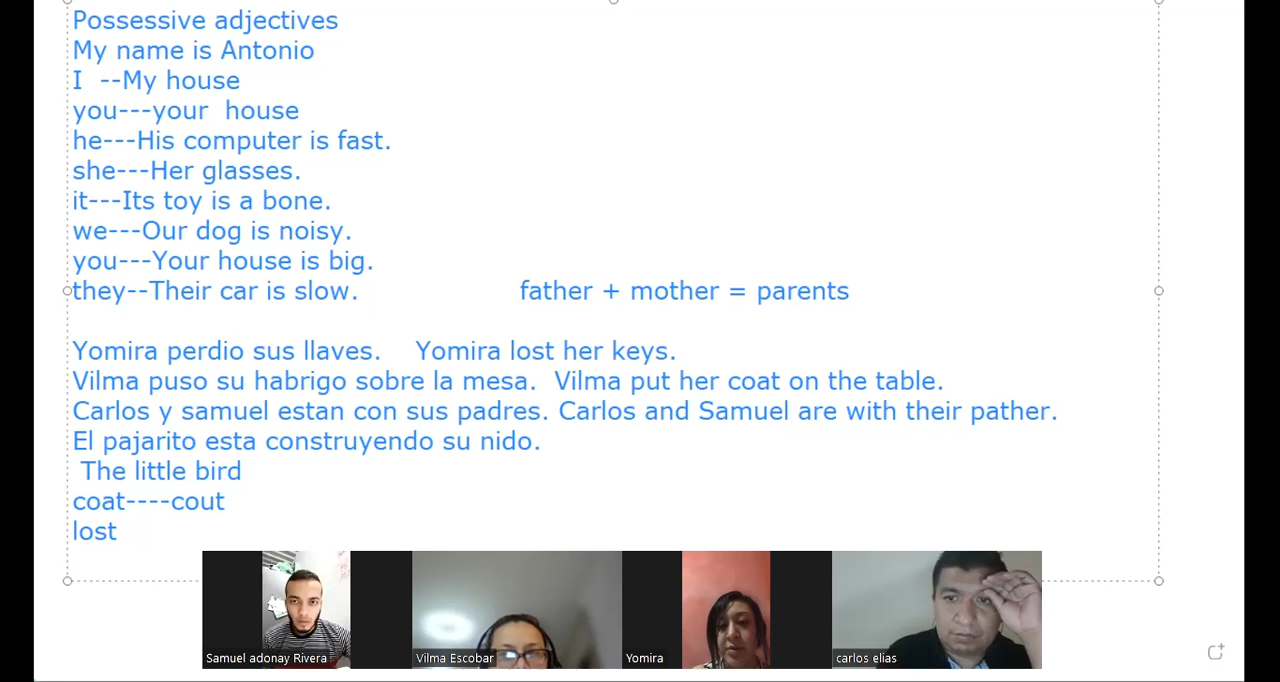 Possessive adjectives
My name is Antonio
I --My house
you---your house
he---His computer is fast.
she---Her glasses.
it---Its toy is a bone.
we---Our dog is noisy.
you---Your house is big.
they--Their car is slow. father + mother = parents
Yomira perdio sus llaves. Yomira lost her keys.
Vilma puso su habrigo sobre la mesa. Vilma put her coat on the table.
Carlos y samuel estan con sus padres. Carlos and Samuel are with their pather.
El pajarito esta construyendo su nido.
The little bird
coat----cout
lost
Samuel adonay Rivera Vilma Escobar Yomira carlos elias